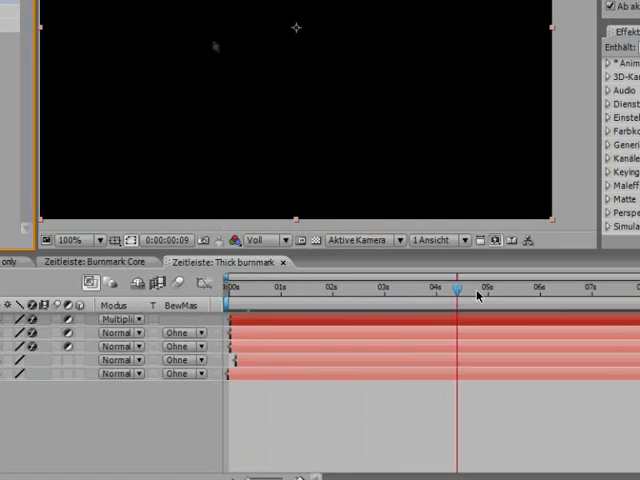 Ab ak
Effekt
Enthält:
* Anim
3D-Ka
Audio
Dienst
Einstel
Farbko
Generi
Kanäle
Keying
Maleff
Matte
Perspe
Simula
100% 0:00:00:09 Voll Aktive Kamera 1 Ansicht
only Zeitleiste: Burnmark Core Zeitleiste: Thick burnmark
:00s 01s 02s 03s 04s 05s 06s 07s
Modus T BewMas
Multipli
Normal Ohne
Normal Ohne
Normal Ohne
Normal Ohne